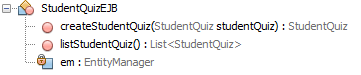 StudentQuizEJB
createStudentQuiz(StudentQuiz studentQuiz) : StudentQuiz
listStudentQuiz() : List<StudentQuiz>
em : EntityManager